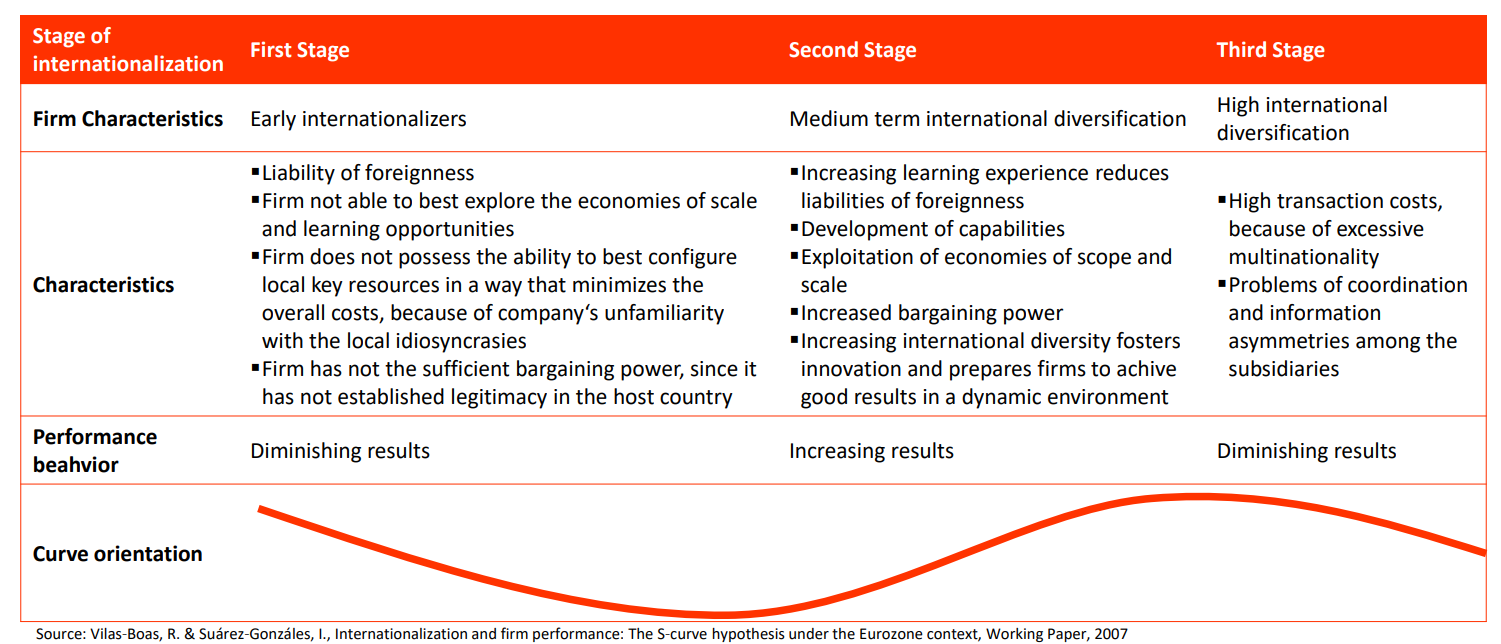 Stage of
internationalization
First Stage
Second Stage
Third Stage
Firm Characteristics
Early internationalizers
Medium term international diversification
High international
diversification
Characteristics
▪Liability of foreignness
▪Firm not able to best explore the economies of scale
and learning opportunities
▪Firm does not possess the ability to best configure
local key resources in a way that minimizes the
overall costs, because of company‘s unfamiliarity
with the local idiosyncrasies
▪Firm has not the sufficient bargaining power, since it
has not established legitimacy in the host country
▪Increasing learning experience reduces
liabilities of foreignness
▪Development of capabilities
▪Exploitation of economies of scope and
scale
▪Increased bargaining power
▪Increasing international diversity fosters
innovation and prepares firms to achive
good results in a dynamic environment
▪High transaction costs,
because of excessive
multinationality
▪Problems of coordination
and information
asymmetries among the
subsidiaries
Performance
beahvior
Diminishing results
Increasing results
Diminishing results
Curve orientation
Source: Vilas-Boas, R. & Suárez-Gonzáles, I., Internationalization and firm performance: The S-curve hypothesis under the Eurozone context, Working Paper, 2007